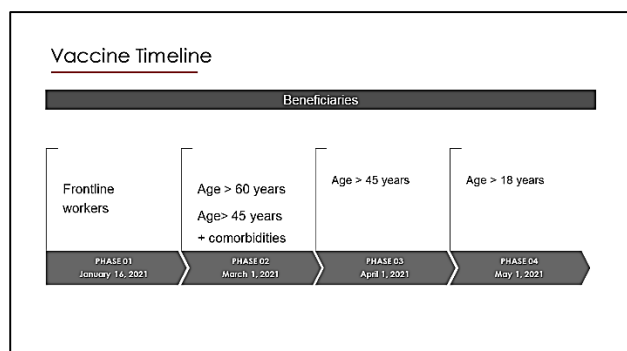 Vaccine Timeline
Beneficiaries
Frontline
workers
Age > 60 years
Age> 45 years
+ comorbidities
Age > 45 years
Age > 18 years
PHASE 01
January 16, 2021
PHASE 02
March 1, 2021
PHASE 03
April 1, 2021
PHASE 04
May 1, 2021